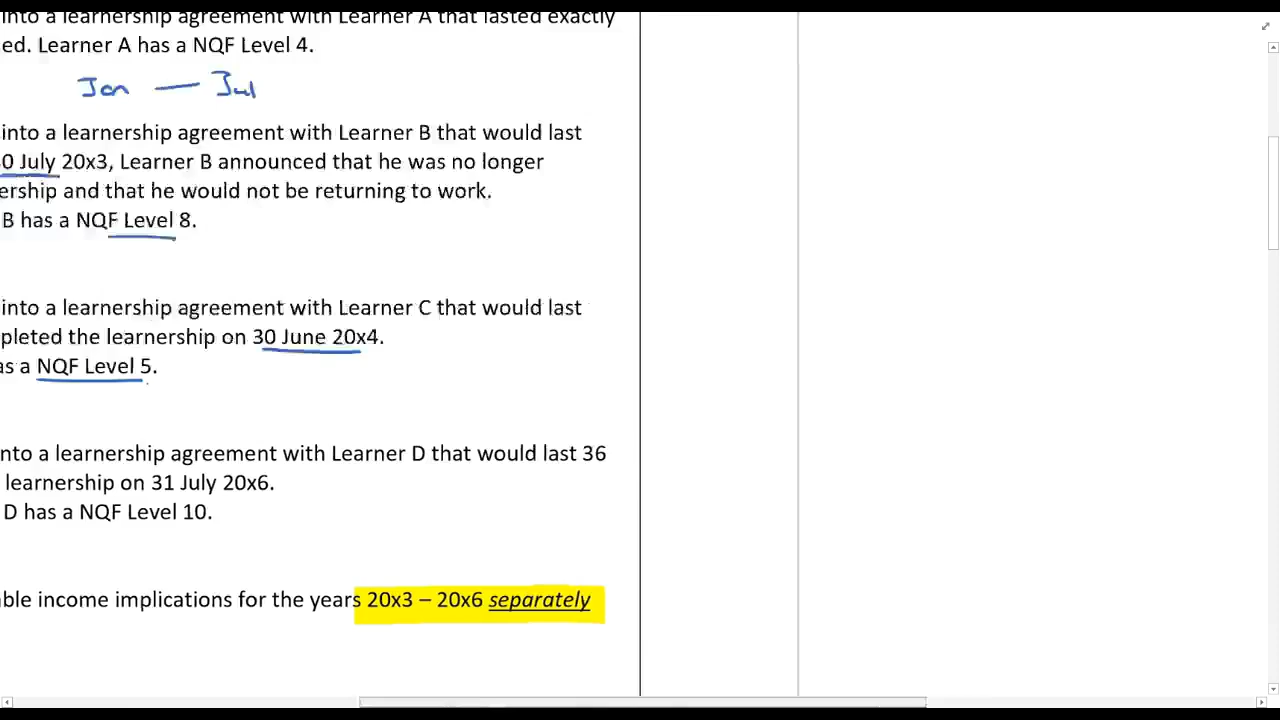 into a learnership agreement with Learner A that lasted exactly
ed. Learner A has a NQF Level 4.
Jan — Jul
into a learnership agreement with Learner B that would last
0 July 20x3, Learner B announced that he was no longer
ership and that he would not be returning to work.
B has a NQF Level 8.
into a learnership agreement with Learner C that would last
pleted the learnership on 30 June 20x4.
as a NQF Level 5.
nto a learnership agreement with Learner D that would last 36
learnership on 31 July 20x6.
D has a NQF Level 10.
able income implications for the years 20x3 – 20x6 separately